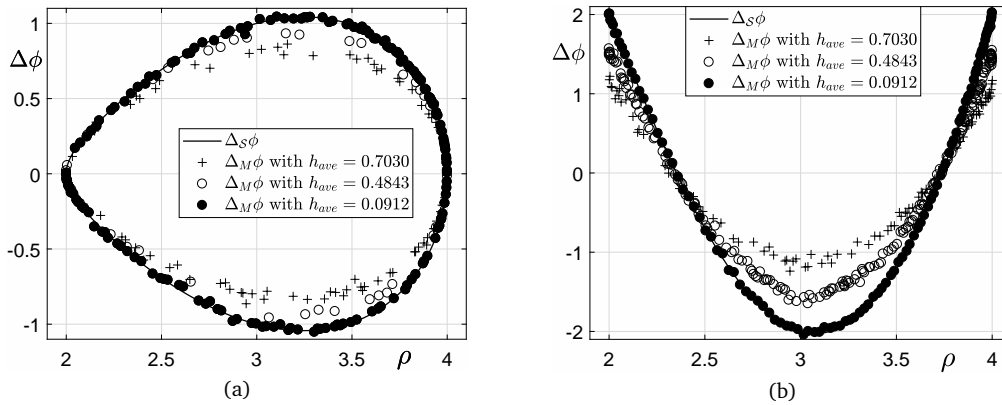 Δφ
1
0.5
0
-0.5
-1
Δ_S φ
Δ_M φ with h_ave = 0.7030
Δ_M φ with h_ave = 0.4843
Δ_M φ with h_ave = 0.0912
2 2.5 3 3.5 4
ρ
(a)
Δφ
2
1
0
-1
-2
Δ_S φ
Δ_M φ with h_ave = 0.7030
Δ_M φ with h_ave = 0.4843
Δ_M φ with h_ave = 0.0912
2 2.5 3 3.5 4
ρ
(b)